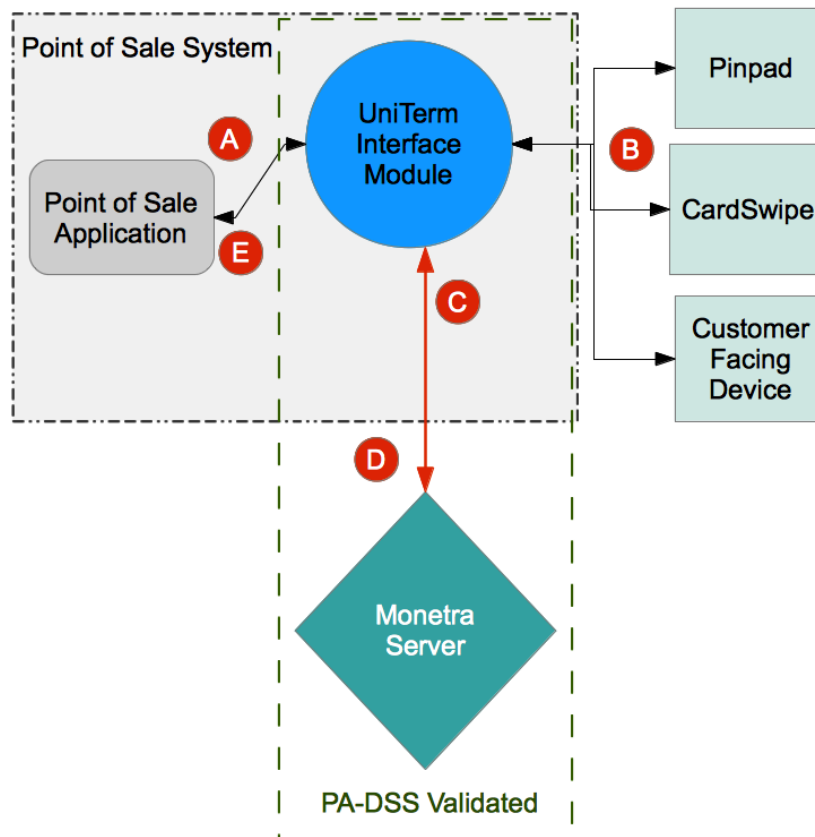 Point of Sale System
A
UniTerm
Interface
Module
Pinpad
B
Point of Sale
Application
CardSwipe
E
C
Customer
Facing
Device
D
Monetra
Server
PA-DSS Validated